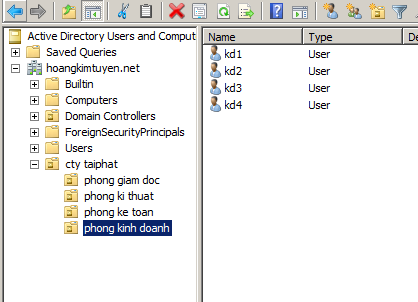 Active Directory Users and Comput
Name Type De
Saved Queries
hoangkimtuyen.net
Builtin
Computers
Domain Controllers
ForeignSecurityPrincipals
Users
cty taiphat
phong giam doc
phong ki thuat
phong ke toan
phong kinh doanh
kd1 User
kd2 User
kd3 User
kd4 User